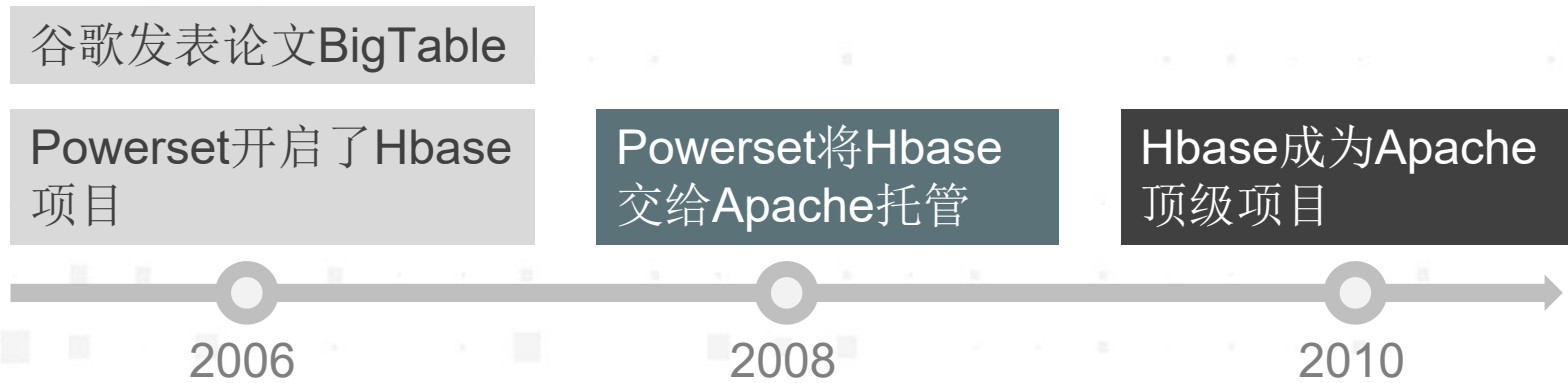 谷歌发表论文BigTable
Powerset开启了Hbase
项目
Powerset将Hbase
交给Apache托管
Hbase成为Apache
顶级项目
2006
2008
2010